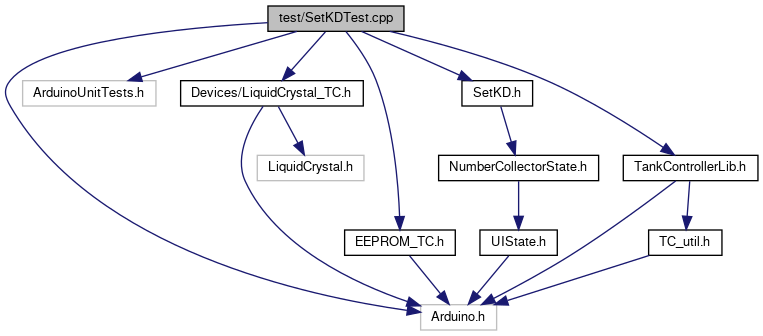 test/SetKDTest.cpp
ArduinoUnitTests.h
Devices/LiquidCrystal_TC.h
SetKD.h
LiquidCrystal.h
NumberCollectorState.h
TankControllerLib.h
EEPROM_TC.h
UIState.h
TC_util.h
Arduino.h